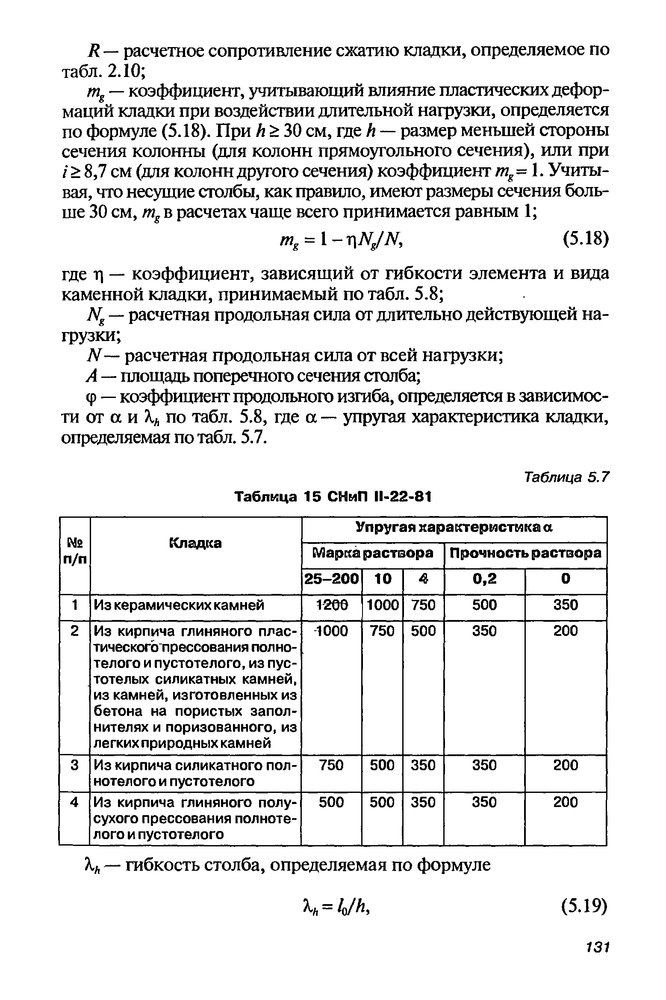 R — расчетное сопротивление сжатию кладки, определяемое по
табл. 2.10;
m_g — коэффициент, учитывающий влияние пластических дефор-
маций кладки при воздействии длительной нагрузки, определяется
по формуле (5.18). При h ≥ 30 см, где h — размер меньшей стороны
сечения колонны (для колонн прямоугольного сечения), или при
i ≥ 8,7 см (для колонн другого сечения) коэффициент m_g = 1. Учиты-
вая, что несущие столбы, как правило, имеют размеры сечения боль-
ше 30 см, m_g в расчетах чаще всего принимается равным 1;
m_g = 1 – ηN_g/N, (5.18)
где η — коэффициент, зависящий от гибкости элемента и вида
каменной кладки, принимаемый по табл. 5.8;
N_g — расчетная продольная сила от длительно действующей на-
грузки;
N — расчетная продольная сила от всей нагрузки;
A — площадь поперечного сечения столба;
φ — коэффициент продольного изгиба, определяется в зависимос-
ти от α и λ_h по табл. 5.8, где α — упругая характеристика кладки,
определяемая по табл. 5.7.
Таблица 5.7
Таблица 15 СНиП II-22-81
№ п/п Кладка Упругая характеристика α
Марка раствора Прочность раствора
25–200 10 4 0,2 0
1 Из керамических камней 1200 1000 750 500 350
2 Из кирпича глиняного плас- 1000 750 500 350 200
тического прессования полно-
телого и пустотелого, из пус-
тотелых силикатных камней,
из камней, изготовленных из
бетона на пористых запол-
нителях и поризованного, из
легких природных камней
3 Из кирпича силикатного пол- 750 500 350 350 200
нотелого и пустотелого
4 Из кирпича глиняного полу- 500 500 350 350 200
сухого прессования полноте-
лого и пустотелого
λ_h — гибкость столба, определяемая по формуле
λ_h = l_0/h, (5.19)
131